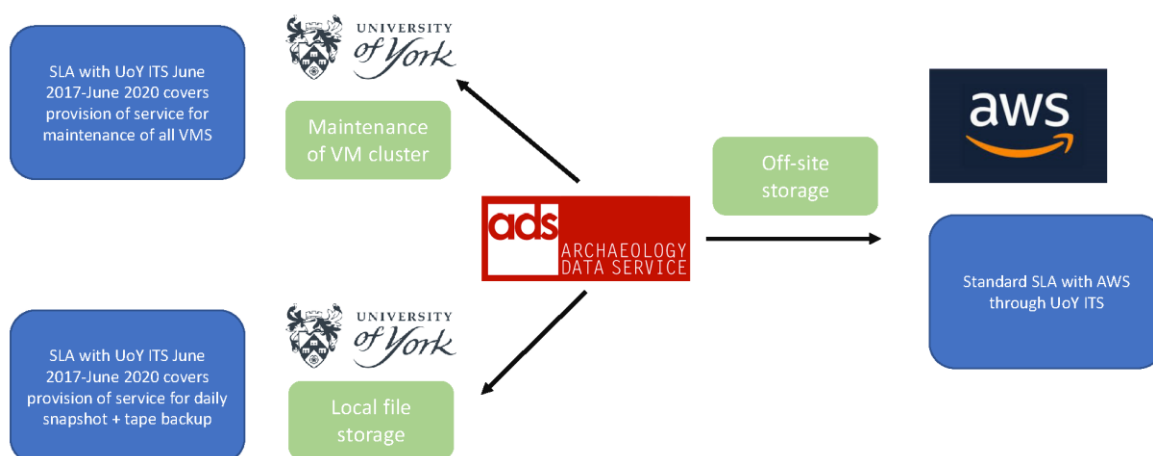 SLA with UoY ITS June
2017-June 2020 covers
provision of service for
maintenance of all VMS
UNIVERSITY
of York
Maintenance
of VM cluster
Off-site
storage
aws
ads
ARCHAEOLOGY
DATA SERVICE
Standard SLA with AWS
through UoY ITS
SLA with UoY ITS June
2017-June 2020 covers
provision of service for daily
snapshot + tape backup
UNIVERSITY
of York
Local file
storage